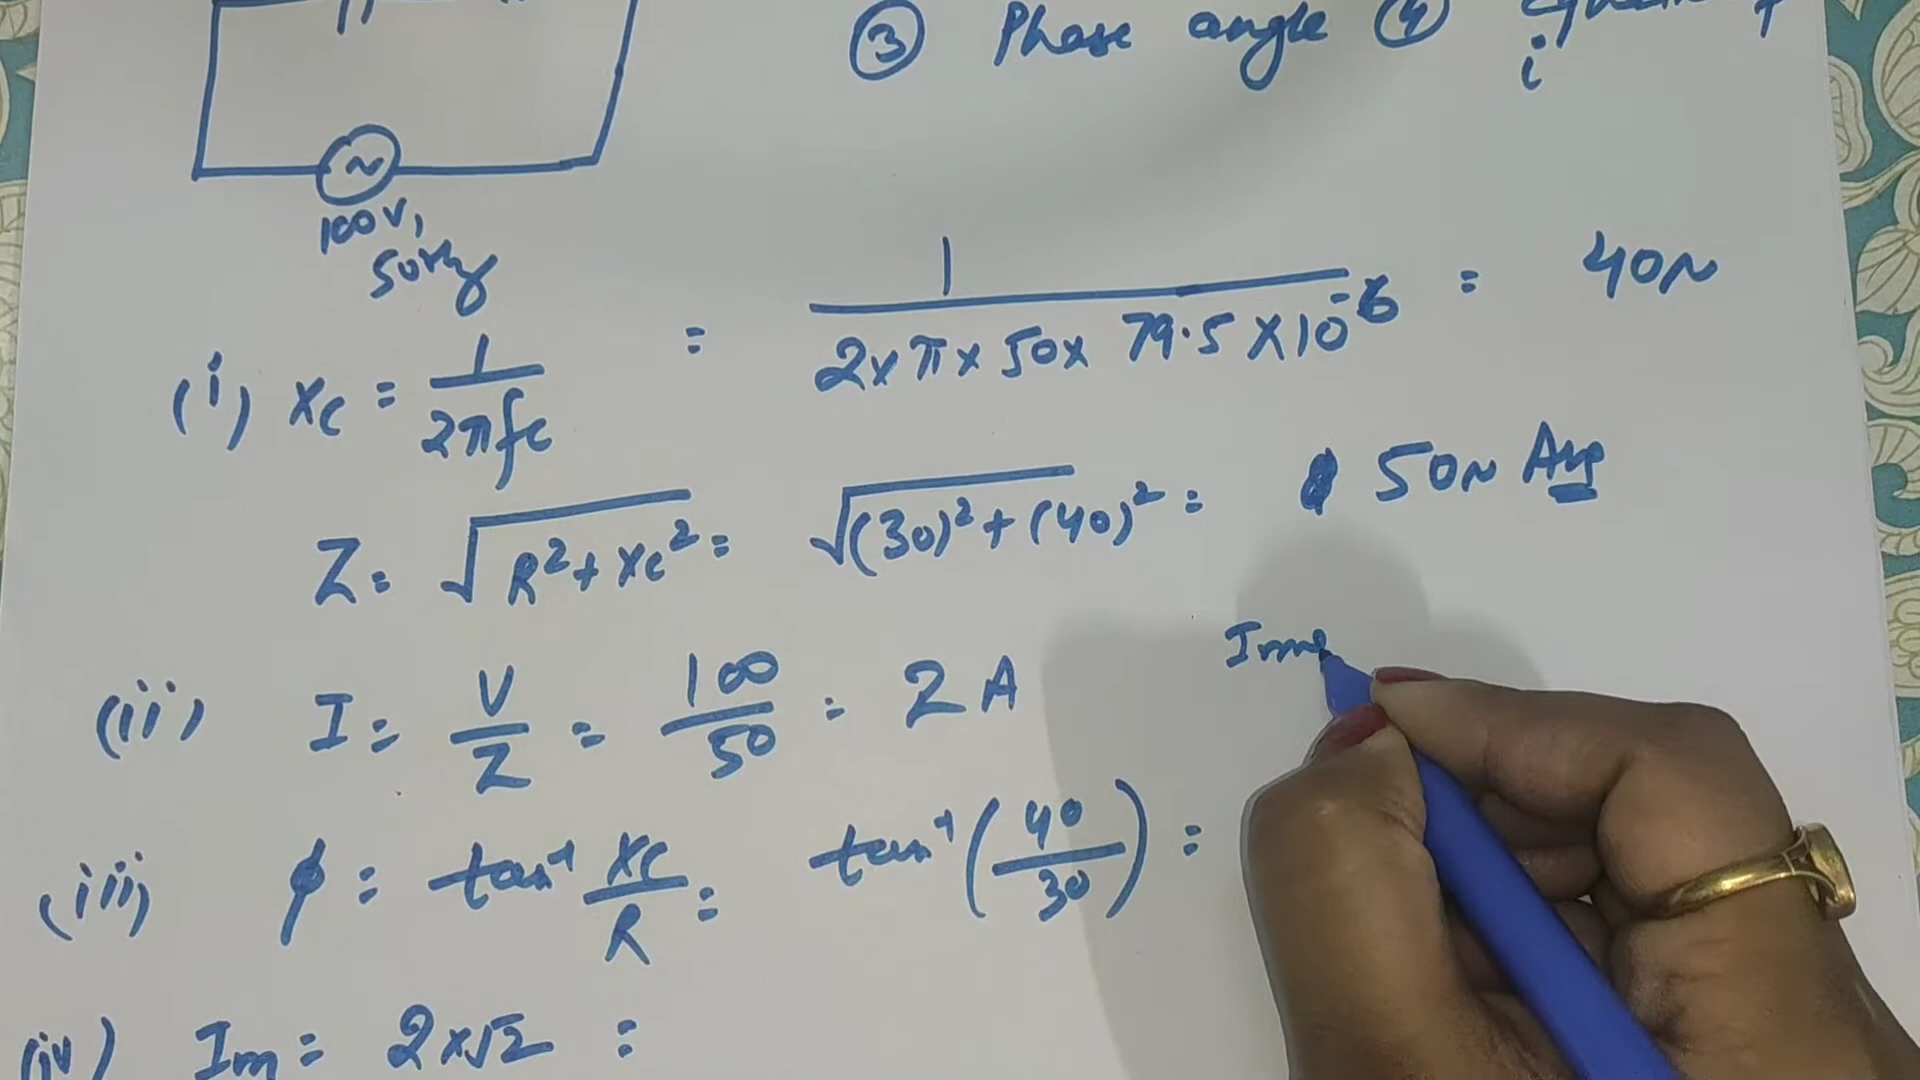 ③ Phase angle ④
i
100V,
50Hz
(i) Xc = 1/2πfc = 1/2×π×50×79.5×10⁻⁶ = 40Ω
Z = √R²+Xc² = √(30)²+(40)² = 50Ω Ans
Irms
(ii) I = V/Z = 100/50 = 2A
(iii) ϕ = tan⁻¹ Xc/R = tan⁻¹(40/30) =
(iv) Im = 2×√2 =